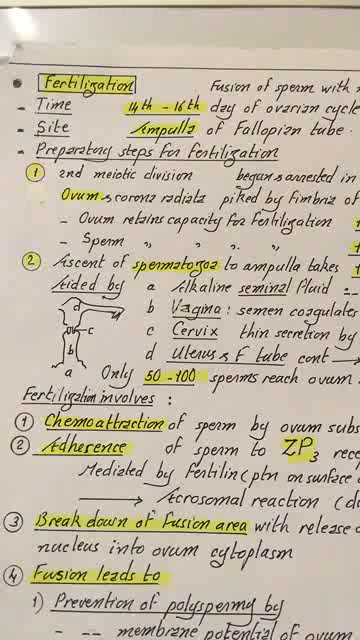 Fertilization Fusion of sperm with
- Time 14th - 16th day of ovarian cycle
- Site Ampulla of Fallopian tube.
- Preparatory steps for fertilization
① 2nd meiotic division began & arrested in
Ovum & corona radiata piked by fimbria of
- Ovum retains capacity for fertilization
- Sperm " " " "
② Ascent of spermatozoa to ampulla takes
Aided by a Alkaline seminal fluid :-
b Vagina: semen coagulates
c Cervix thin secretion by
d Uterus & F tube cont →
d
c
b
a
Only 50-100 sperms reach ovum
Fertilization involves :
① Chemoattraction of sperm by ovum subs
② Adherence of sperm to ZP3 rece
Mediated by fertilin (ptn on surface
→ Acrosomal reaction (d
③ Break down of fusion area with release o
nucleus into ovum cytoplasm
④ Fusion leads to
1) Prevention of polyspermy by
- -- membrane potential of ovum